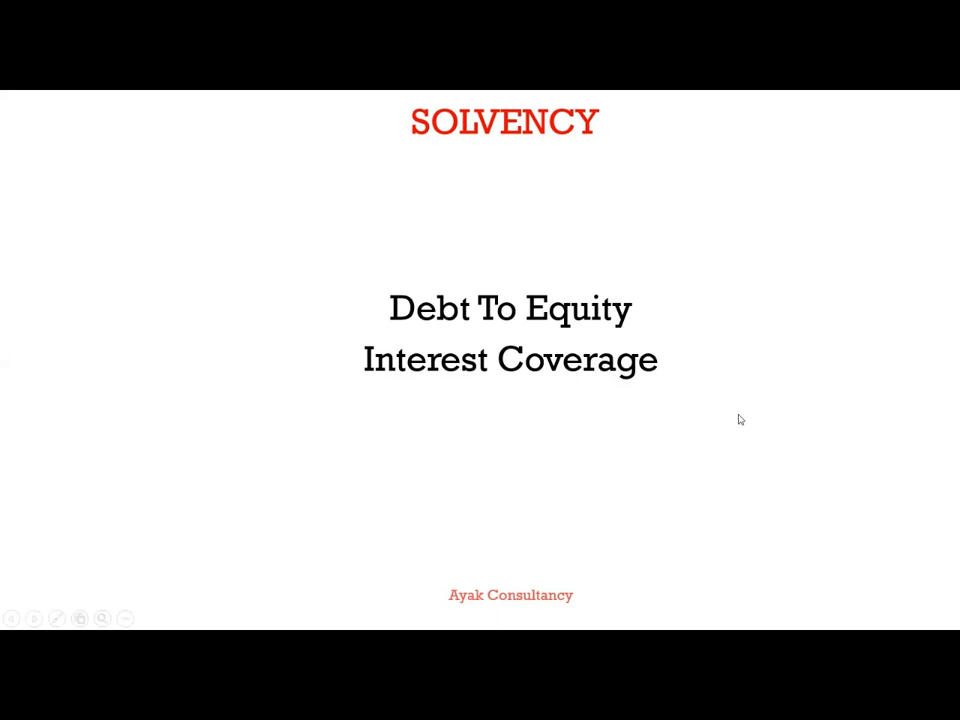 SOLVENCY
Debt To Equity
Interest Coverage
Ayak Consultancy